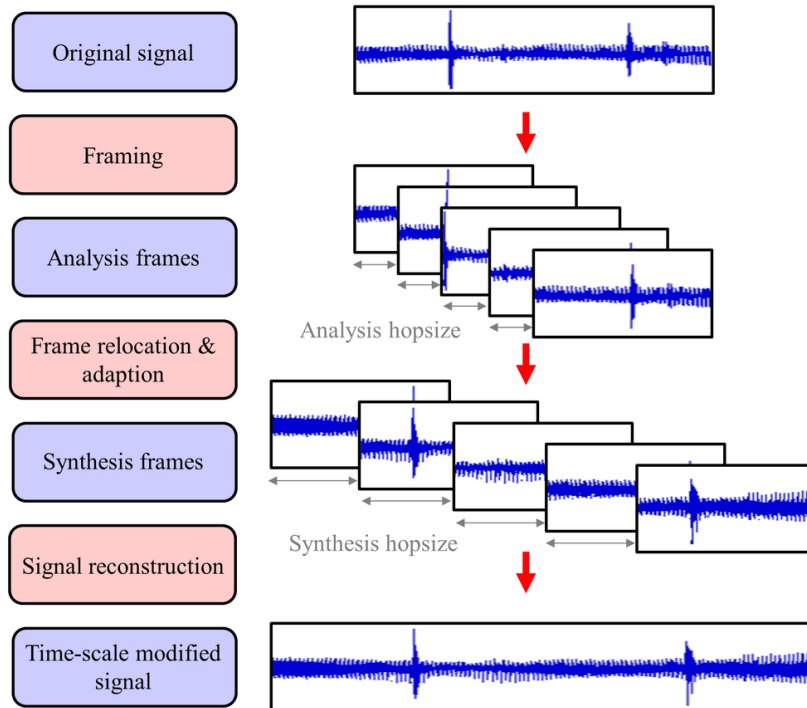 Original signal
Framing
Analysis frames
Analysis hopsize
Frame relocation &
adaption
Synthesis frames
Synthesis hopsize
Signal reconstruction
Time-scale modified
signal